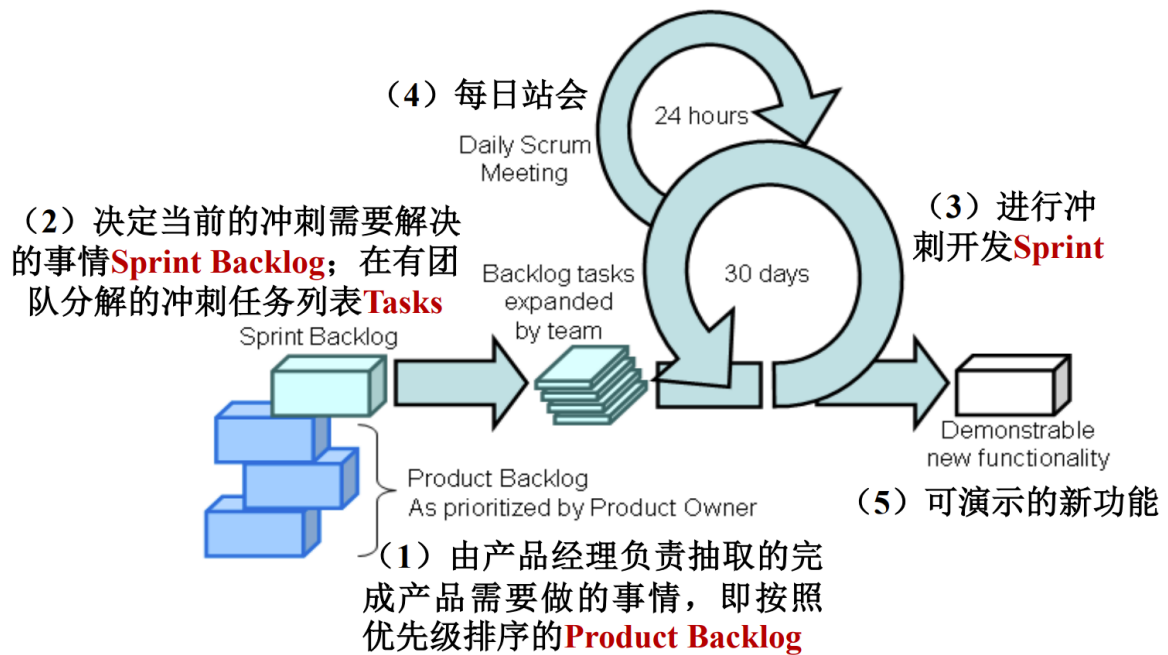 （4）每日站会
24 hours
Daily Scrum
Meeting
（2）决定当前的冲刺需要解决
的事情Sprint Backlog；在有团
队分解的冲刺任务列表Tasks
（3）进行冲
刺开发Sprint
Backlog tasks
expanded
by team
30 days
Sprint Backlog
Demonstrable
new functionality
（5）可演示的新功能
Product Backlog
As prioritized by Product Owner
（1）由产品经理负责抽取的完
成产品需要做的事情，即按照
优先级排序的Product Backlog